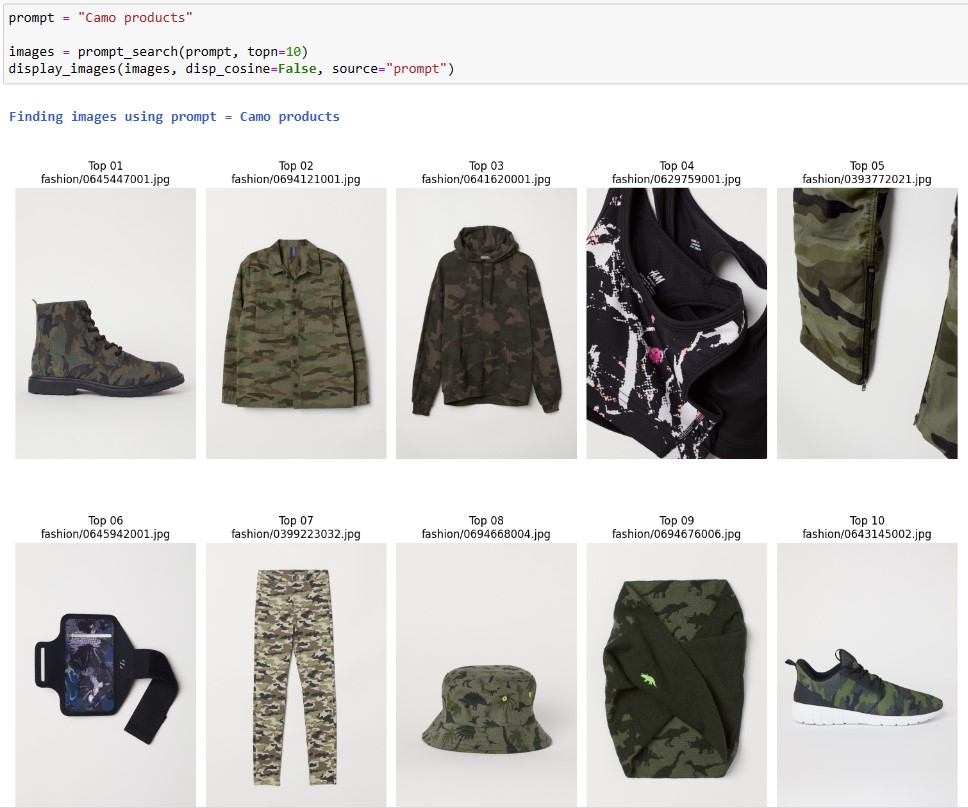 prompt = "Camo products"
images = prompt_search(prompt, topn=10)
display_images(images, disp_cosine=False, source="prompt")
Finding images using prompt = Camo products
Top 01
fashion/0645447001.jpg
Top 02
fashion/0694121001.jpg
Top 03
fashion/0641620001.jpg
Top 04
fashion/0629759001.jpg
Top 05
fashion/0393772021.jpg
H&M
Top 06
fashion/0645942001.jpg
Top 07
fashion/0399223032.jpg
Top 08
fashion/0694668004.jpg
Top 09
fashion/0694676006.jpg
Top 10
fashion/0643145002.jpg